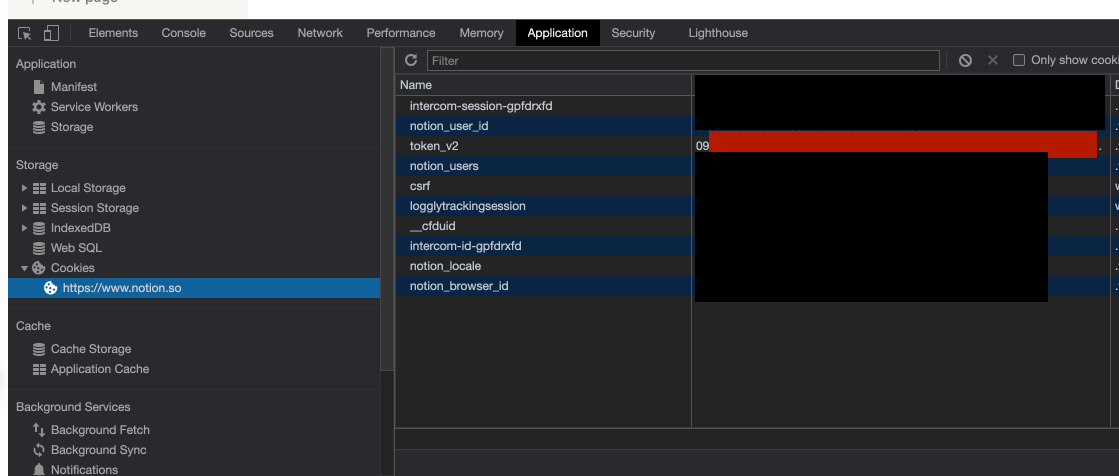 New page
Elements Console Sources Network Performance Memory Application Security Lighthouse
Application
Manifest
Service Workers
Storage
Storage
Local Storage
Session Storage
IndexedDB
Web SQL
Cookies
https://www.notion.so
Cache
Cache Storage
Application Cache
Background Services
Background Fetch
Background Sync
Notifications
Filter
Only show cooki
Name
intercom-session-gpfdrxfd
notion_user_id
token_v2 09
notion_users
csrf
logglytrackingsession
__cfduid
intercom-id-gpfdrxfd
notion_locale
notion_browser_id